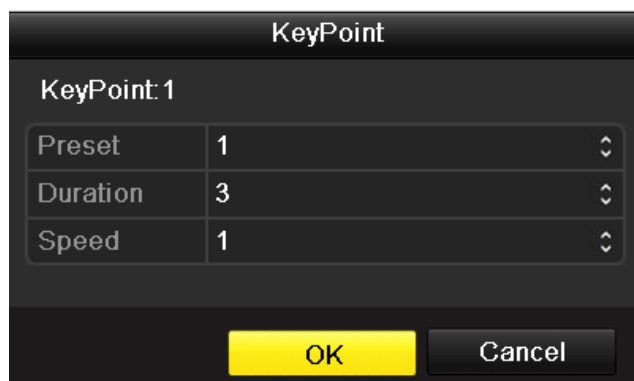 KeyPoint
KeyPoint:1
Preset 1
Duration 3
Speed 1
OK Cancel